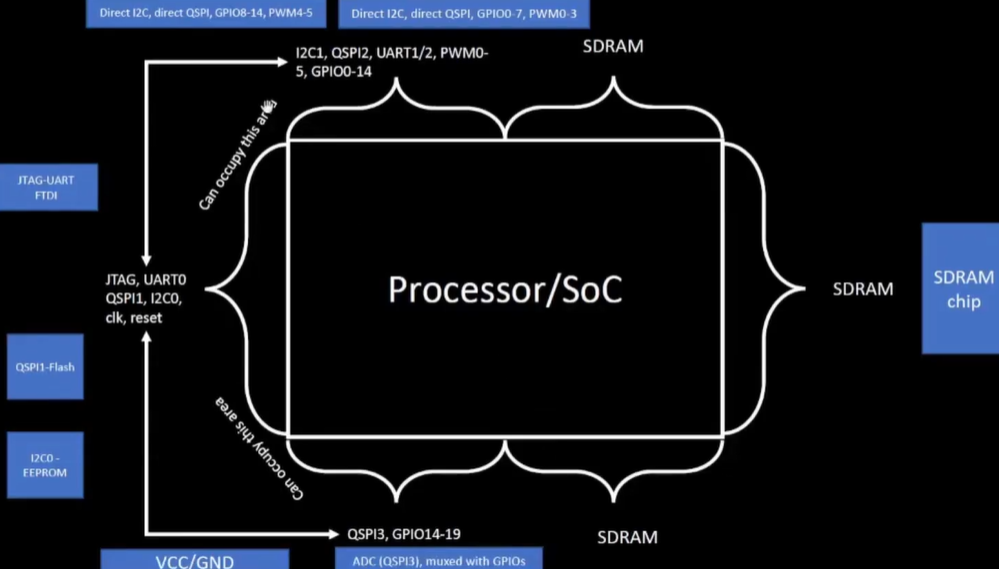 Direct I2C, direct QSPI, GPIO8-14, PWM4-5
Direct I2C, direct QSPI, GPIO0-7, PWM0-3
I2C1, QSPI2, UART1/2, PWM0-
5, GPIO0-14
SDRAM
Can occupy this area
JTAG-UART
FTDI
JTAG, UART0
QSPI1, I2C0,
clk, reset
Processor/SoC
SDRAM
SDRAM
chip
QSPI1-Flash
I2C0 -
EEPROM
Can occupy this area
QSPI3, GPIO14-19
SDRAM
VCC/GND
ADC (QSPI3), muxed with GPIOs